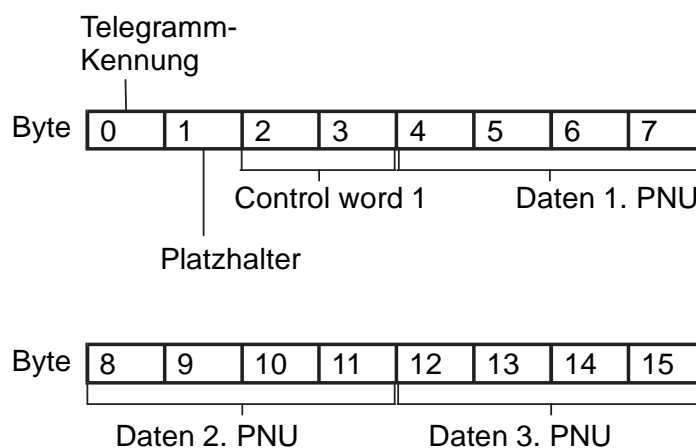 Telegramm-
Kennung
Byte 0 1 2 3 4 5 6 7
Control word 1 Daten 1. PNU
Platzhalter
Byte 8 9 10 11 12 13 14 15
Daten 2. PNU Daten 3. PNU